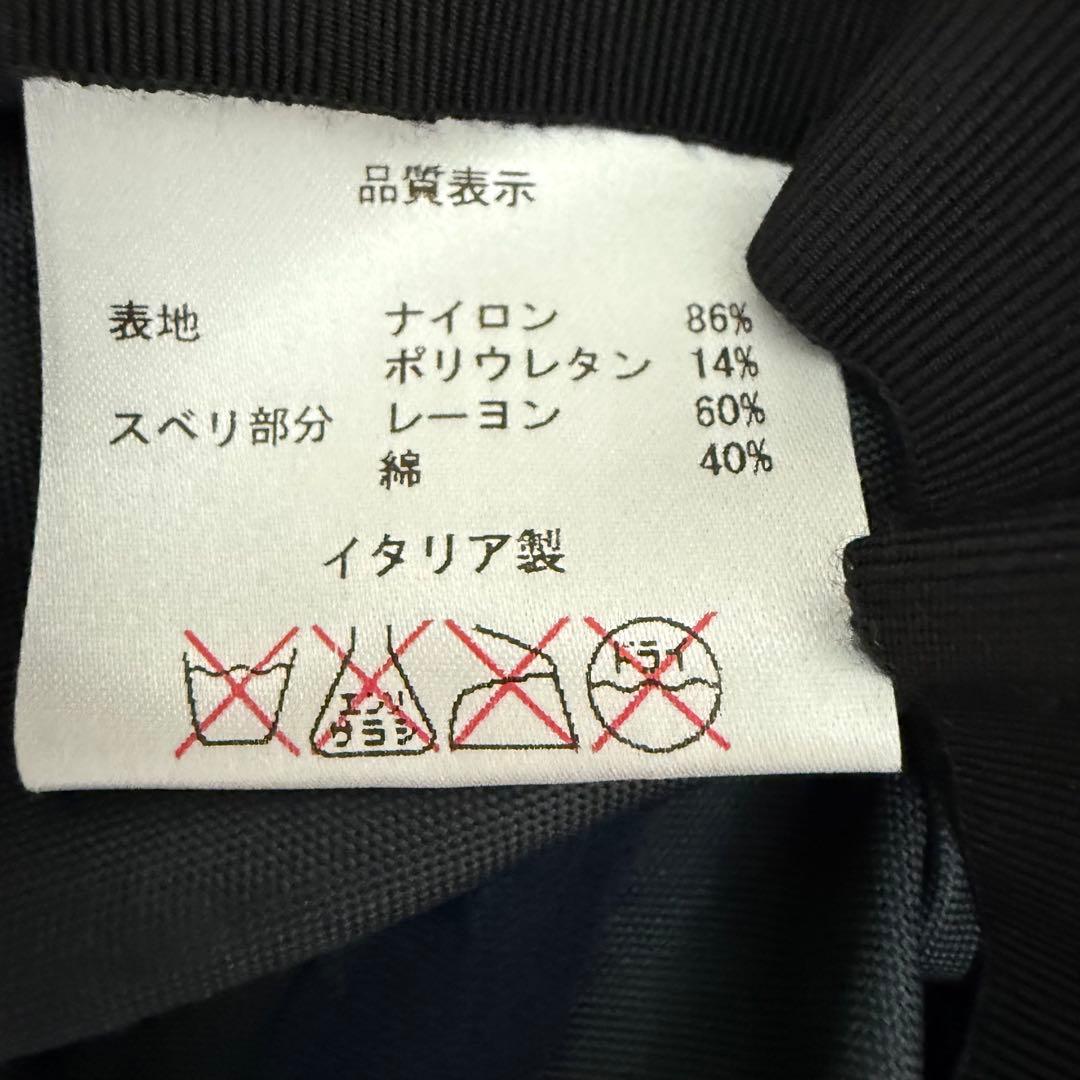 品質表示
表地 ナイロン 86%
ポリウレタン 14%
スベリ部分 レーヨン 60%
綿 40%
イタリア製
エンソ
サラシ
ドライ